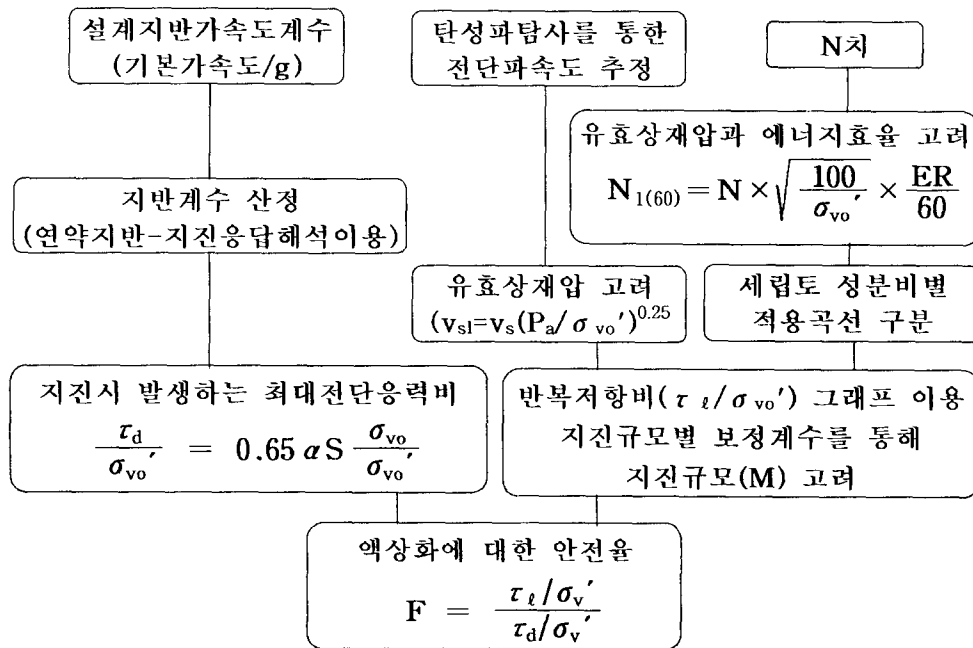 설계지반가속도계수
(기본가속도/g)
탄성파탐사를 통한
전단파속도 추정
N치
유효상재압과 에너지효율 고려
N₁₍₆₀₎ = N × √(100/σvo′) × ER/60
지반계수 산정
(연약지반-지진응답해석이용)
유효상재압 고려
(vsl=vs(Pa/σvo′)^0.25
세립토 성분비별
적용곡선 구분
지진시 발생하는 최대전단응력비
τd/σvo′ = 0.65 αS σvo/σvo′
반복저항비(τℓ/σvo′) 그래프 이용
지진규모별 보정계수를 통해
지진규모(M) 고려
액상화에 대한 안전율
F = (τℓ/σv′)/(τd/σv′)